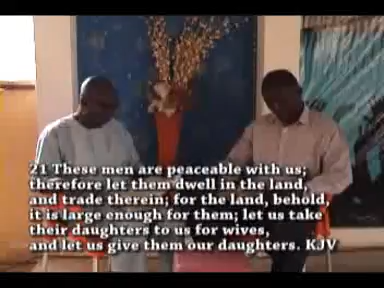 21 These men are peaceable with us;
therefore let them dwell in the land,
and trade therein; for the land, behold,
it is large enough for them; let us take
their daughters to us for wives,
and let us give them our daughters. KJV